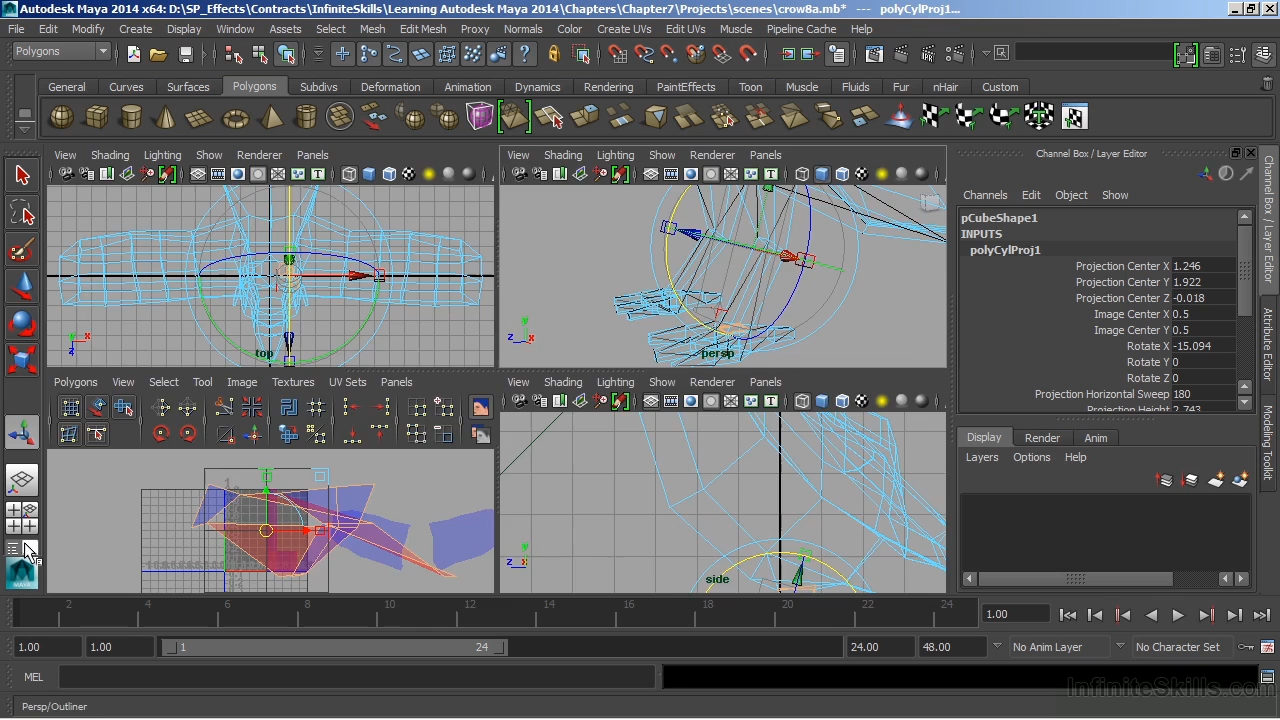 Autodesk Maya 2014 x64: D:\SP_Effects\Contracts\InfiniteSkills\Learning Autodesk Maya 2014\Chapters\Chapter7\Projects\scenes\crow8a.mb* --- polyCylProj1...
File Edit Modify Create Display Window Assets Select Mesh Edit Mesh Proxy Normals Color Create UVs Edit UVs Muscle Pipeline Cache Help
Polygons
General Curves Surfaces Polygons Subdivs Deformation Animation Dynamics Rendering PaintEffects Toon Muscle Fluids Fur nHair Custom
View Shading Lighting Show Renderer Panels
View Shading Lighting Show Renderer Panels
Channel Box / Layer Editor
Channels Edit Object Show
pCubeShape1
INPUTS
polyCylProj1
Projection Center X 1.246
Projection Center Y 1.922
Projection Center Z -0.018
Image Center X 0.5
Image Center Y 0.5
Rotate X -15.094
Rotate Y 0
Rotate Z 0
Projection Horizontal Sweep 180
Projection Height 2.743
top
persp
y
x
z
y
z
x
Polygons View Select Tool Image Textures UV Sets Panels
View Shading Lighting Show Renderer Panels
side
y
z
x
Display Render Anim
Layers Options Help
Channel Box / Layer Editor
Attribute Editor
Modeling Toolkit
2 4 6 8 10 12 14 16 18 20 22 24
1.00
1.00 1.00 1 24 24.00 48.00 No Anim Layer No Character Set
MEL
InfiniteSkills.com
Persp/Outliner